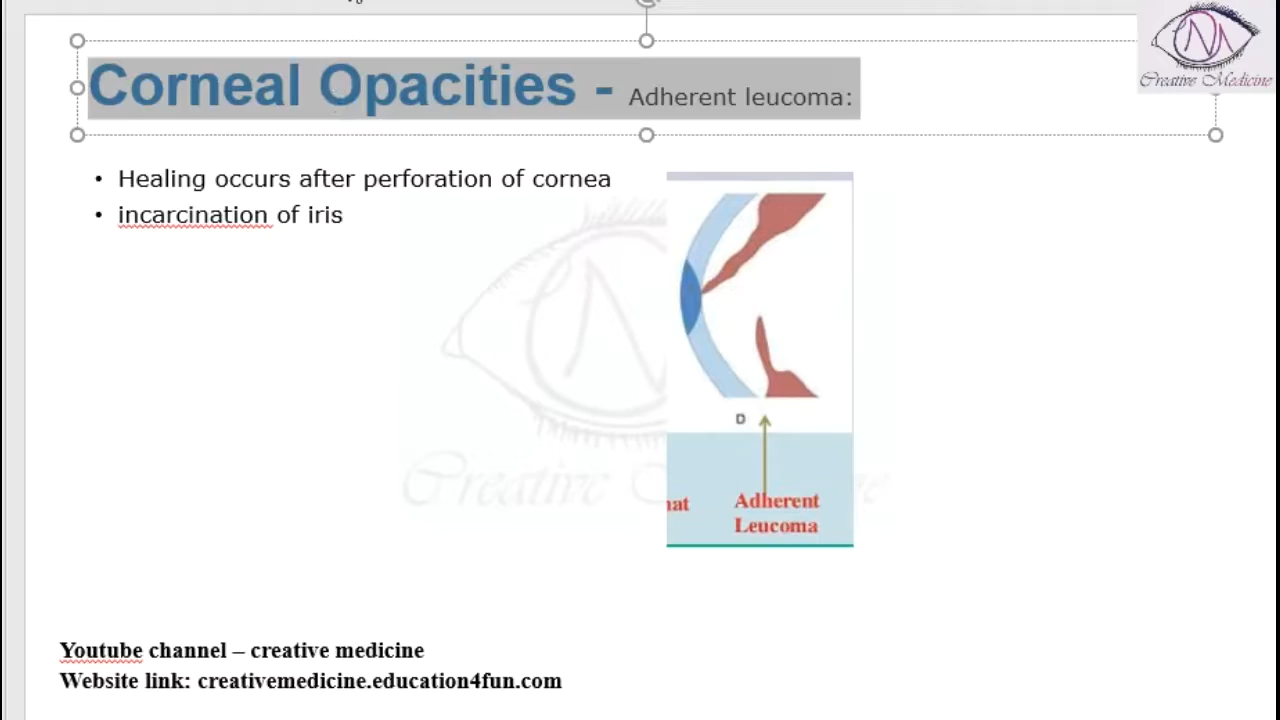 Creative Medicine
Corneal Opacities - Adherent leucoma:
• Healing occurs after perforation of cornea
• incarcination of iris
D
nat
Adherent
Leucoma
Creative
Youtube channel – creative medicine
Website link: creativemedicine.education4fun.com